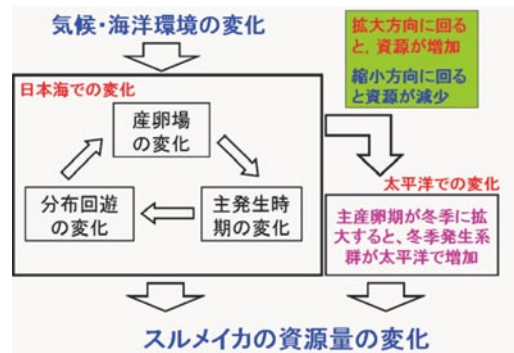 気候・海洋環境の変化
拡大方向に回る
と、資源が増加
縮小方向に回る
と資源が減少
日本海での変化
産卵場
の変化
分布回遊
の変化
主発生時
期の変化
太平洋での変化
主産卵期が冬季に拡
大すると、冬季発生系
群が太平洋で増加
スルメイカの資源量の変化